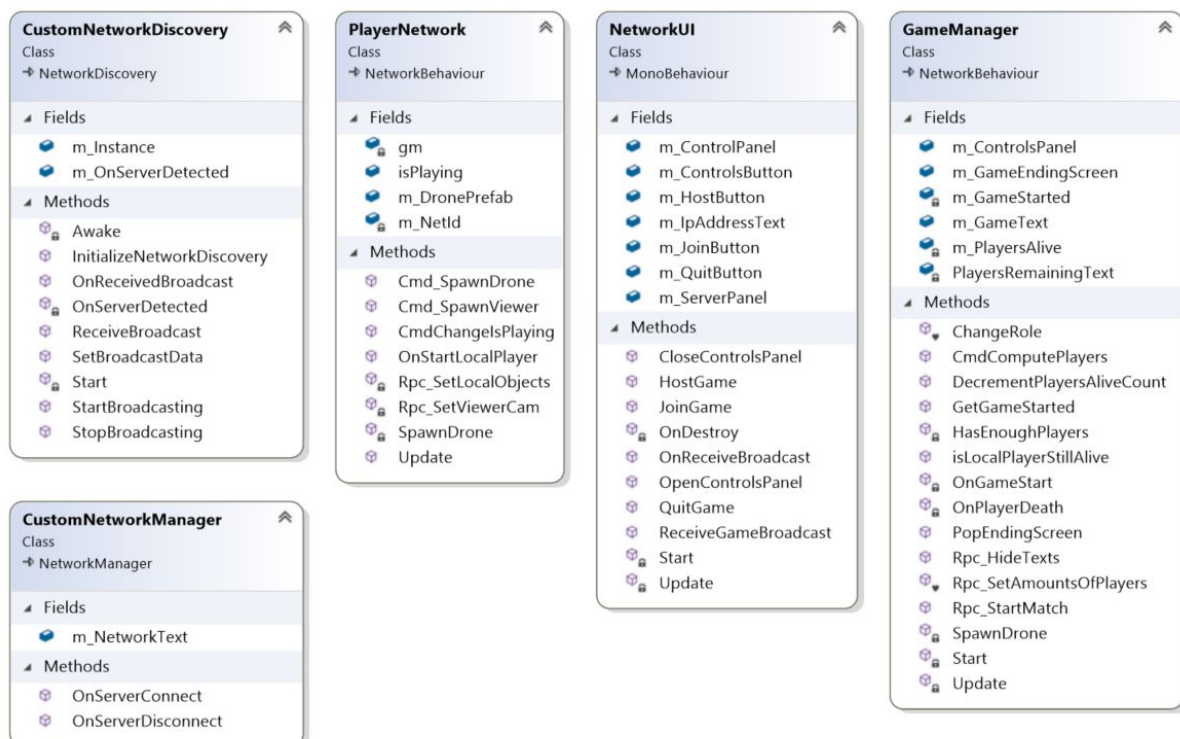 CustomNetworkDiscovery
Class
NetworkDiscovery
Fields
m_Instance
m_OnServerDetected
Methods
Awake
InitializeNetworkDiscovery
OnReceivedBroadcast
OnServerDetected
ReceiveBroadcast
SetBroadcastData
Start
StartBroadcasting
StopBroadcasting
PlayerNetwork
Class
NetworkBehaviour
Fields
gm
isPlaying
m_DronePrefab
m_NetId
Methods
Cmd_SpawnDrone
Cmd_SpawnViewer
CmdChangeIsPlaying
OnStartLocalPlayer
Rpc_SetLocalObjects
Rpc_SetViewerCam
SpawnDrone
Update
NetworkUI
Class
MonoBehaviour
Fields
m_ControlPanel
m_ControlsButton
m_HostButton
m_IpAddressText
m_JoinButton
m_QuitButton
m_ServerPanel
Methods
CloseControlsPanel
HostGame
JoinGame
OnDestroy
OnReceiveBroadcast
OpenControlsPanel
QuitGame
ReceiveGameBroadcast
Start
Update
GameManager
Class
NetworkBehaviour
Fields
m_ControlsPanel
m_GameEndingScreen
m_GameStarted
m_GameText
m_PlayersAlive
PlayersRemainingText
Methods
ChangeRole
CmdComputePlayers
DecrementPlayersAliveCount
GetGameStarted
HasEnoughPlayers
isLocalPlayerStillAlive
OnGameStart
OnPlayerDeath
PopEndingScreen
Rpc_HideTexts
Rpc_SetAmountsOfPlayers
Rpc_StartMatch
SpawnDrone
Start
Update
CustomNetworkManager
Class
NetworkManager
Fields
m_NetworkText
Methods
OnServerConnect
OnServerDisconnect